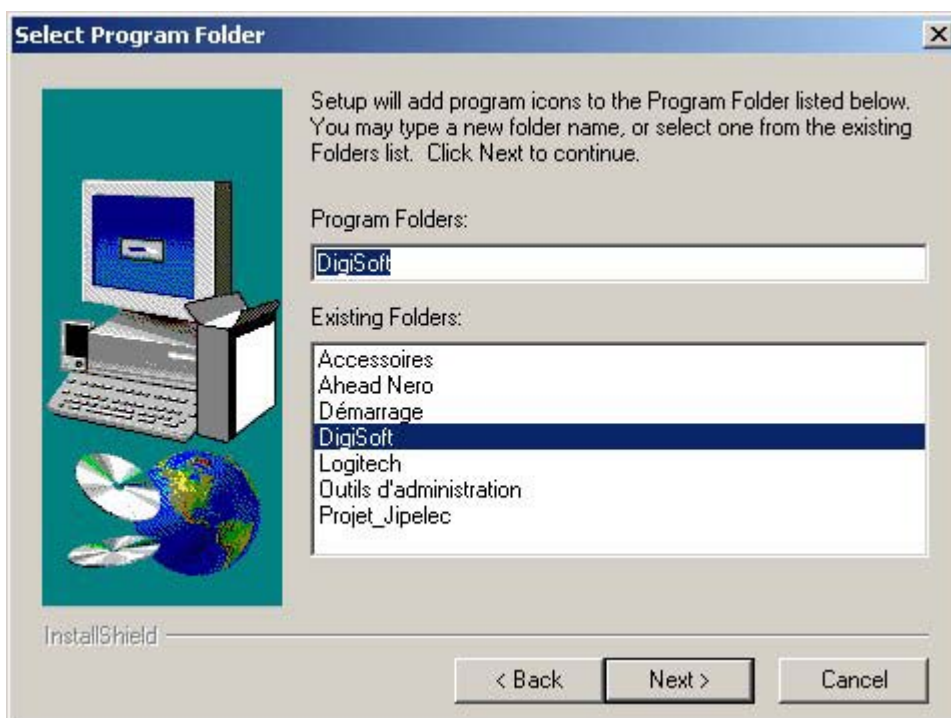 Select Program Folder
Setup will add program icons to the Program Folder listed below.
You may type a new folder name, or select one from the existing
Folders list.  Click Next to continue.
Program Folders:
DigiSoft
Existing Folders:
Accessoires
Ahead Nero
Démarrage
DigiSoft
Logitech
Outils d'administration
Projet_Jipelec
InstallShield
< Back
Next >
Cancel